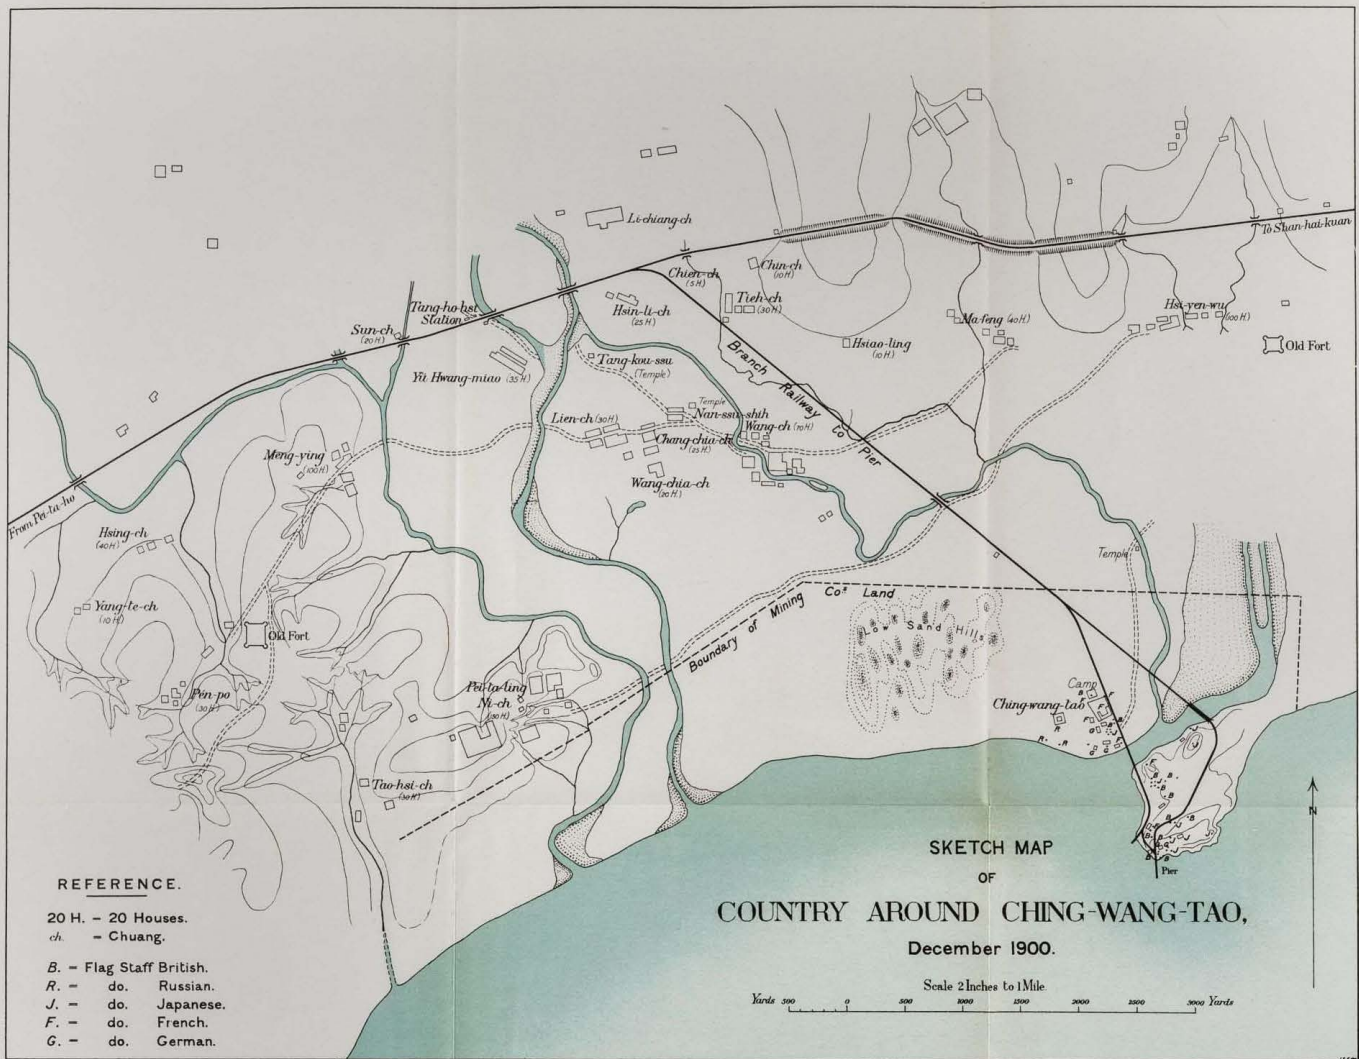 Li-chiang-ch
To Shan-hai-kuan
Chien-ch
(5 H.)
Chin-ch
(10 H.)
Tieh-ch
(30 H.)
Tang-ho-hsi
Station
Hsin-li-ch
(25 H.)
Ma-feng (40 H.)
Hsi-yen-wu
(100 H.)
Sun-ch
(20 H.)
Hsiao-ling
(10 H.)
Old Fort
Tang-kou-ssu
(Temple)
Yü Hwang-miao (35 H.)
Branch Railway to Pier
Temple
Nan-ssu-shih
Lien-ch (30 H.)
Wang-ch (70 H.)
Chang-chia-ch
(25 H.)
Meng-ying
(100 H.)
Wang-chia-ch
(20 H.)
From Pei-ta-ho
Hsing-ch
(40 H.)
Temple
Yang-te-ch
(10 H.)
Boundary of Mining Cos. Land
Old Fort
Low Sand Hills
Pen-po
(30 H.)
Pei-ta-ling
Ni-ch
Camp
Ching-wang-tao
Tao-hsi-ch
(30 H.)
N
Pier
SKETCH MAP
OF
COUNTRY AROUND CHING-WANG-TAO,
December 1900.
Scale 2 Inches to 1 Mile
Yards 500 0 500 1000 1500 2000 2500 3000 Yards
REFERENCE.
20 H. – 20 Houses.
ch. – Chuang.
B. – Flag Staff British.
R. – do. Russian.
J. – do. Japanese.
F. – do. French.
G. – do. German.